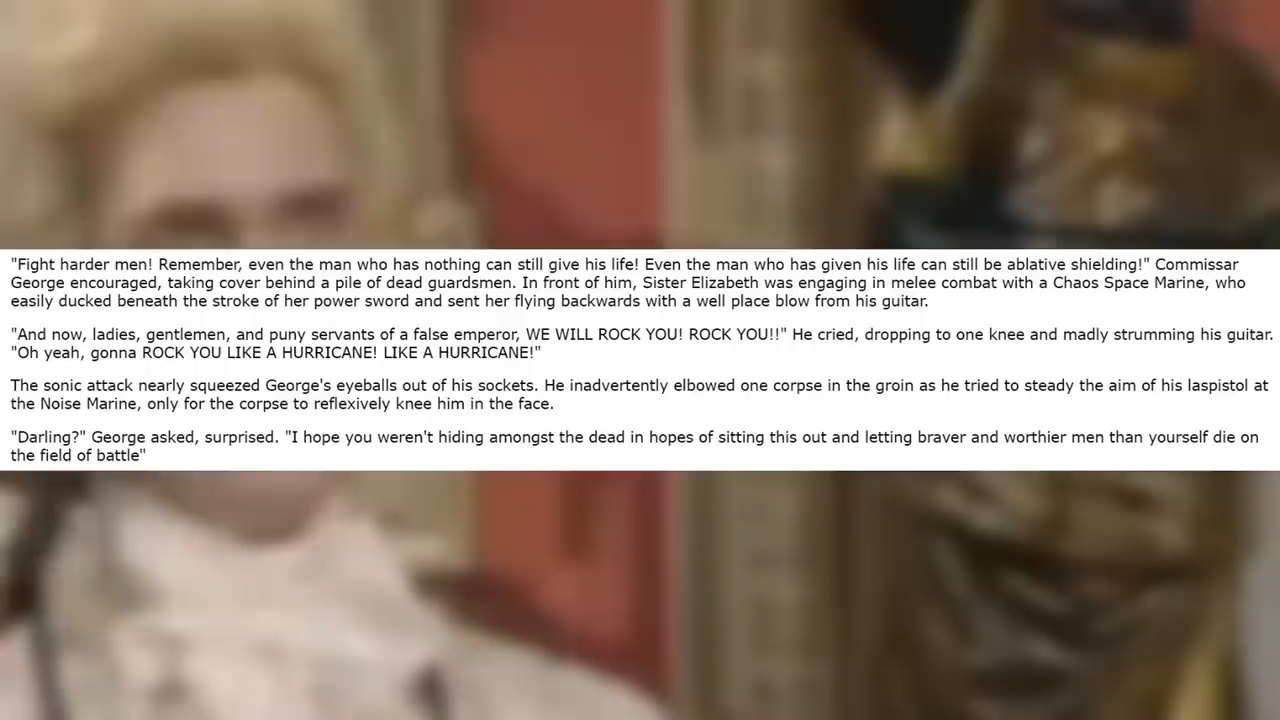 "Fight harder men! Remember, even the man who has nothing can still give his life! Even the man who has given his life can still be ablative shielding!" Commissar
George encouraged, taking cover behind a pile of dead guardsmen. In front of him, Sister Elizabeth was engaging in melee combat with a Chaos Space Marine, who
easily ducked beneath the stroke of her power sword and sent her flying backwards with a well place blow from his guitar.
"And now, ladies, gentlemen, and puny servants of a false emperor, WE WILL ROCK YOU! ROCK YOU!!" He cried, dropping to one knee and madly strumming his guitar.
"Oh yeah, gonna ROCK YOU LIKE A HURRICANE! LIKE A HURRICANE!"
The sonic attack nearly squeezed George's eyeballs out of his sockets. He inadvertently elbowed one corpse in the groin as he tried to steady the aim of his laspistol at
the Noise Marine, only for the corpse to reflexively knee him in the face.
"Darling?" George asked, surprised. "I hope you weren't hiding amongst the dead in hopes of sitting this out and letting braver and worthier men than yourself die on
the field of battle"